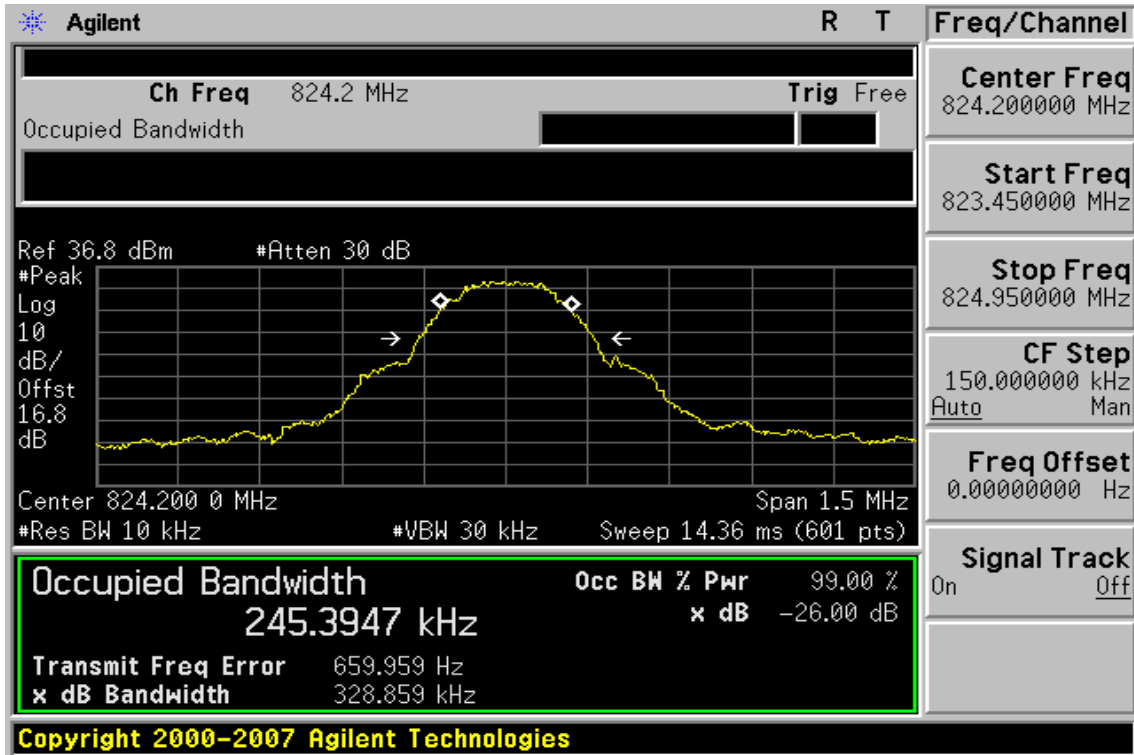 Agilent R T
Ch Freq 824.2 MHz Trig Free
Occupied Bandwidth
Ref 36.8 dBm #Atten 30 dB
#Peak
Log
10
dB/
Offst
16.8
dB
Center 824.200 0 MHz Span 1.5 MHz
#Res BW 10 kHz #VBW 30 kHz Sweep 14.36 ms (601 pts)
Occupied Bandwidth Occ BW % Pwr 99.00 %
245.3947 kHz x dB -26.00 dB
Transmit Freq Error 659.959 Hz
x dB Bandwidth 328.859 kHz
Copyright 2000-2007 Agilent Technologies
Freq/Channel
Center Freq
824.200000 MHz
Start Freq
823.450000 MHz
Stop Freq
824.950000 MHz
CF Step
150.000000 kHz
Auto Man
Freq Offset
0.00000000 Hz
Signal Track
On Off